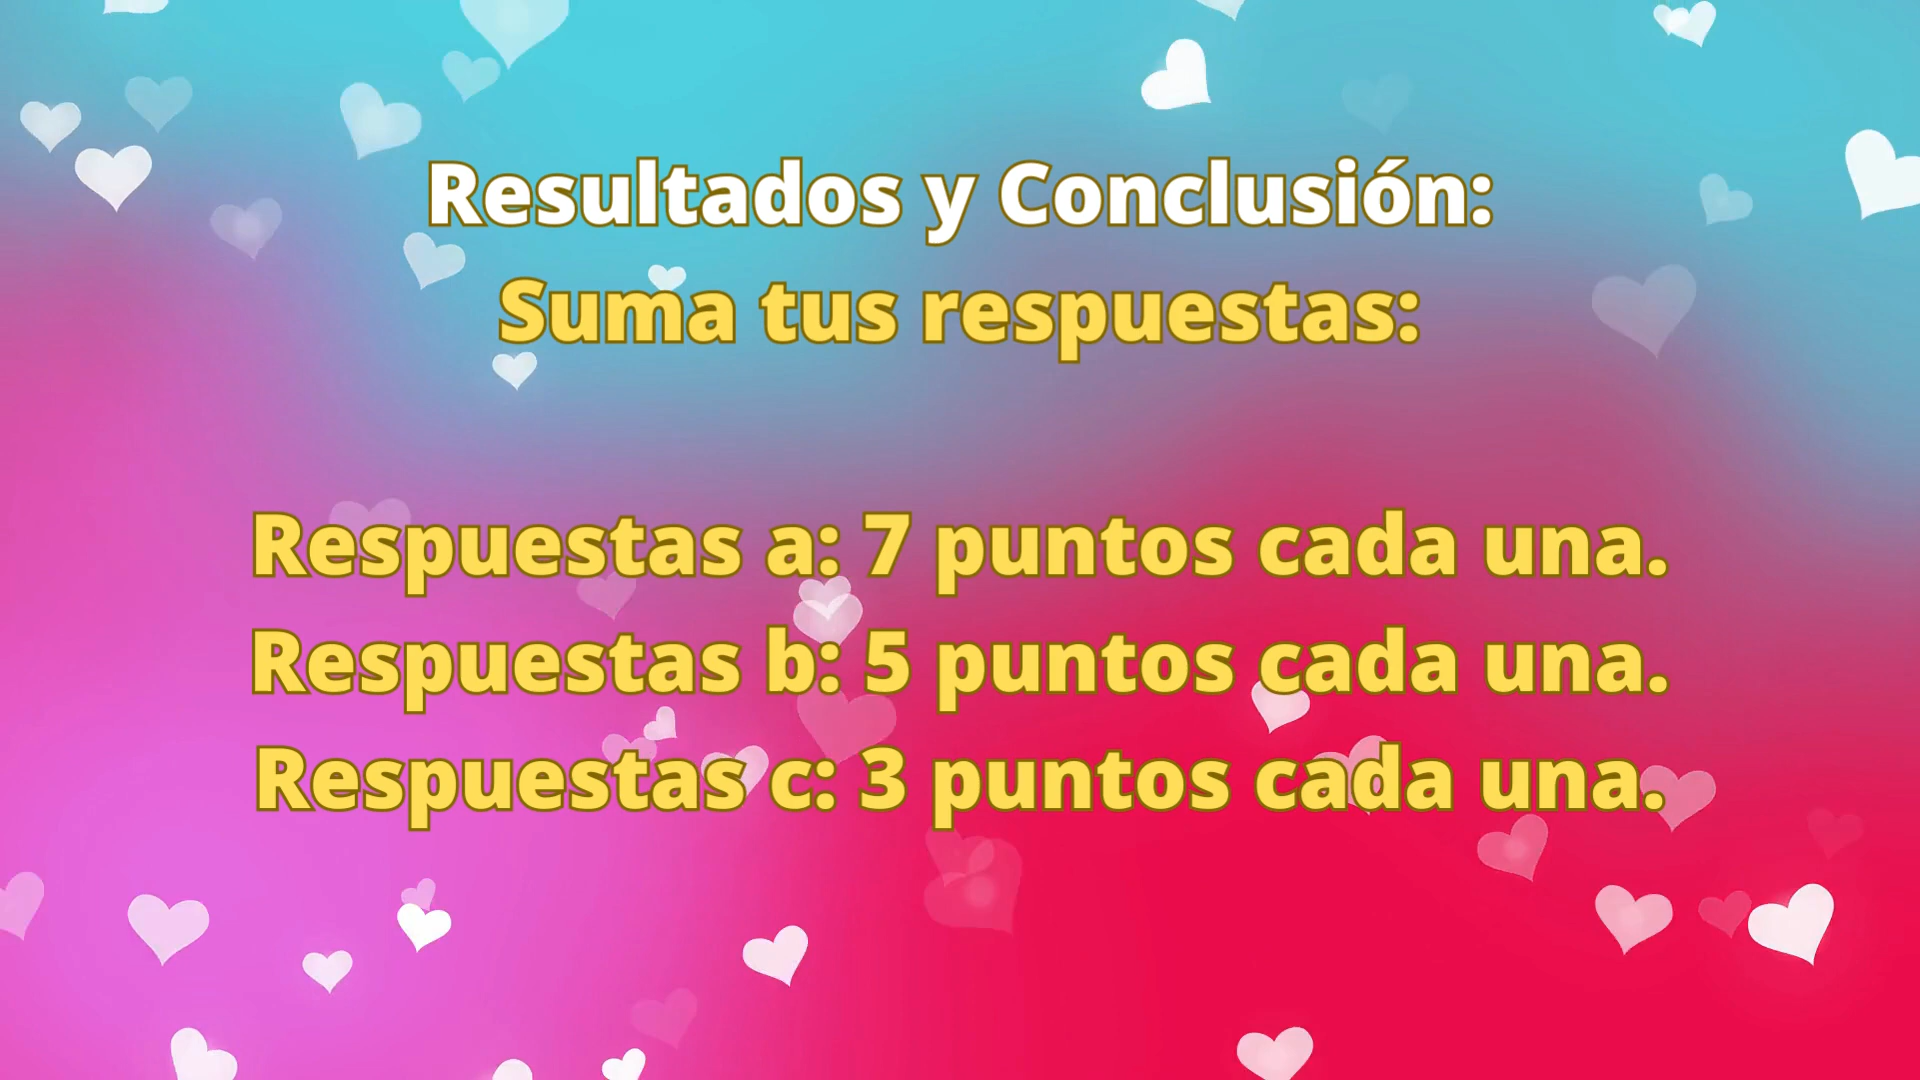 Resultados y Conclusión:
Suma tus respuestas:
Respuestas a: 7 puntos cada una.
Respuestas b: 5 puntos cada una.
Respuestas c: 3 puntos cada una.